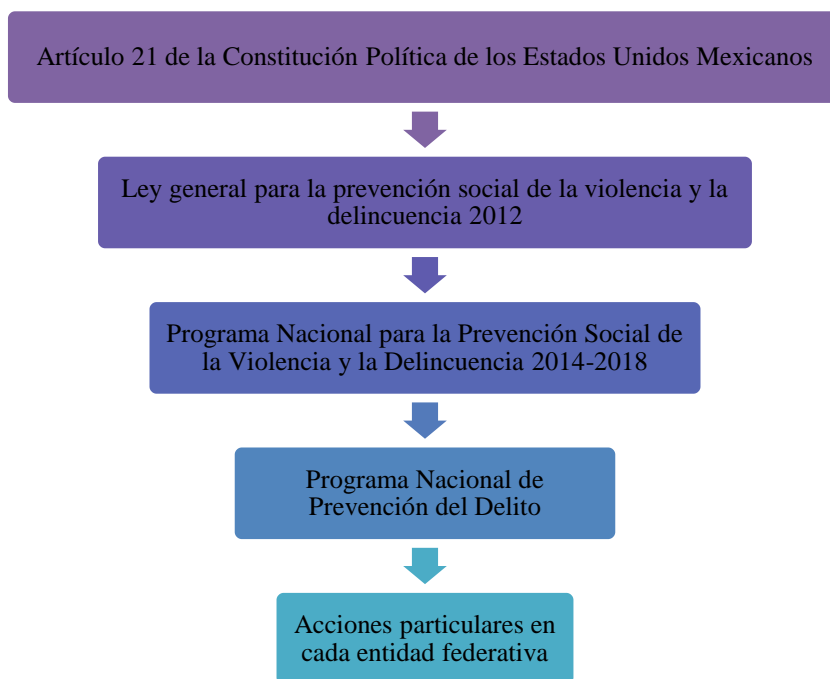 Artículo 21 de la Constitución Política de los Estados Unidos Mexicanos
Ley general para la prevención social de la violencia y la
delincuencia 2012
Programa Nacional para la Prevención Social de
la Violencia y la Delincuencia 2014-2018
Programa Nacional de
Prevención del Delito
Acciones particulares en
cada entidad federativa